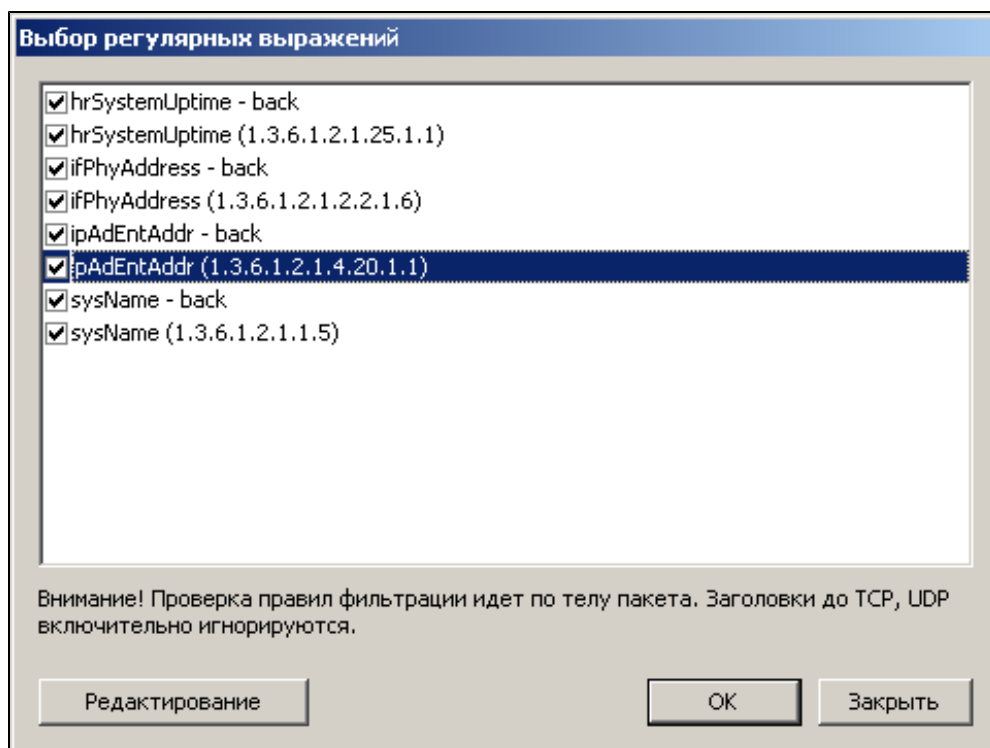 Выбор регулярных выражений
hrSystemUptime - back
hrSystemUptime (1.3.6.1.2.1.25.1.1)
ifPhyAddress - back
ifPhyAddress (1.3.6.1.2.1.2.2.1.6)
ipAdEntAddr - back
ipAdEntAddr (1.3.6.1.2.1.4.20.1.1)
sysName - back
sysName (1.3.6.1.2.1.1.5)
Внимание! Проверка правил фильтрации идет по телу пакета. Заголовки до TCP, UDP
включительно игнорируются.
Редактирование
OK
Закрыть